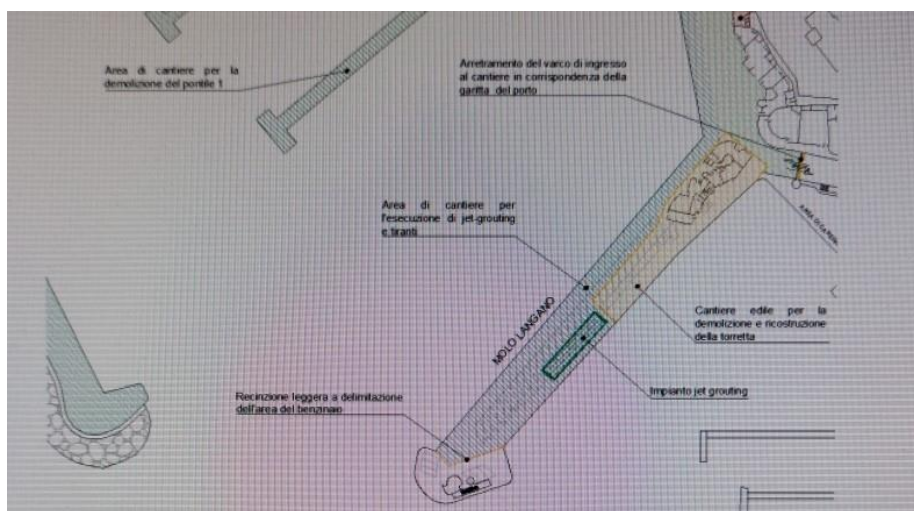 Area di cantiere per la
demolizione del pontile 1
Arretramento del varco di ingresso
al cantiere in corrispondenza della
garitta del porto
Area di cantiere per
l'esecuzione di jet-grouting
e tiranti
MOLO LANGANO
Cantiere edile per la
demolizione e ricostruzione
della torretta
Impianto jet grouting
Recinzione leggera a delimitazione
dell'area del benzinaio
AREA DI